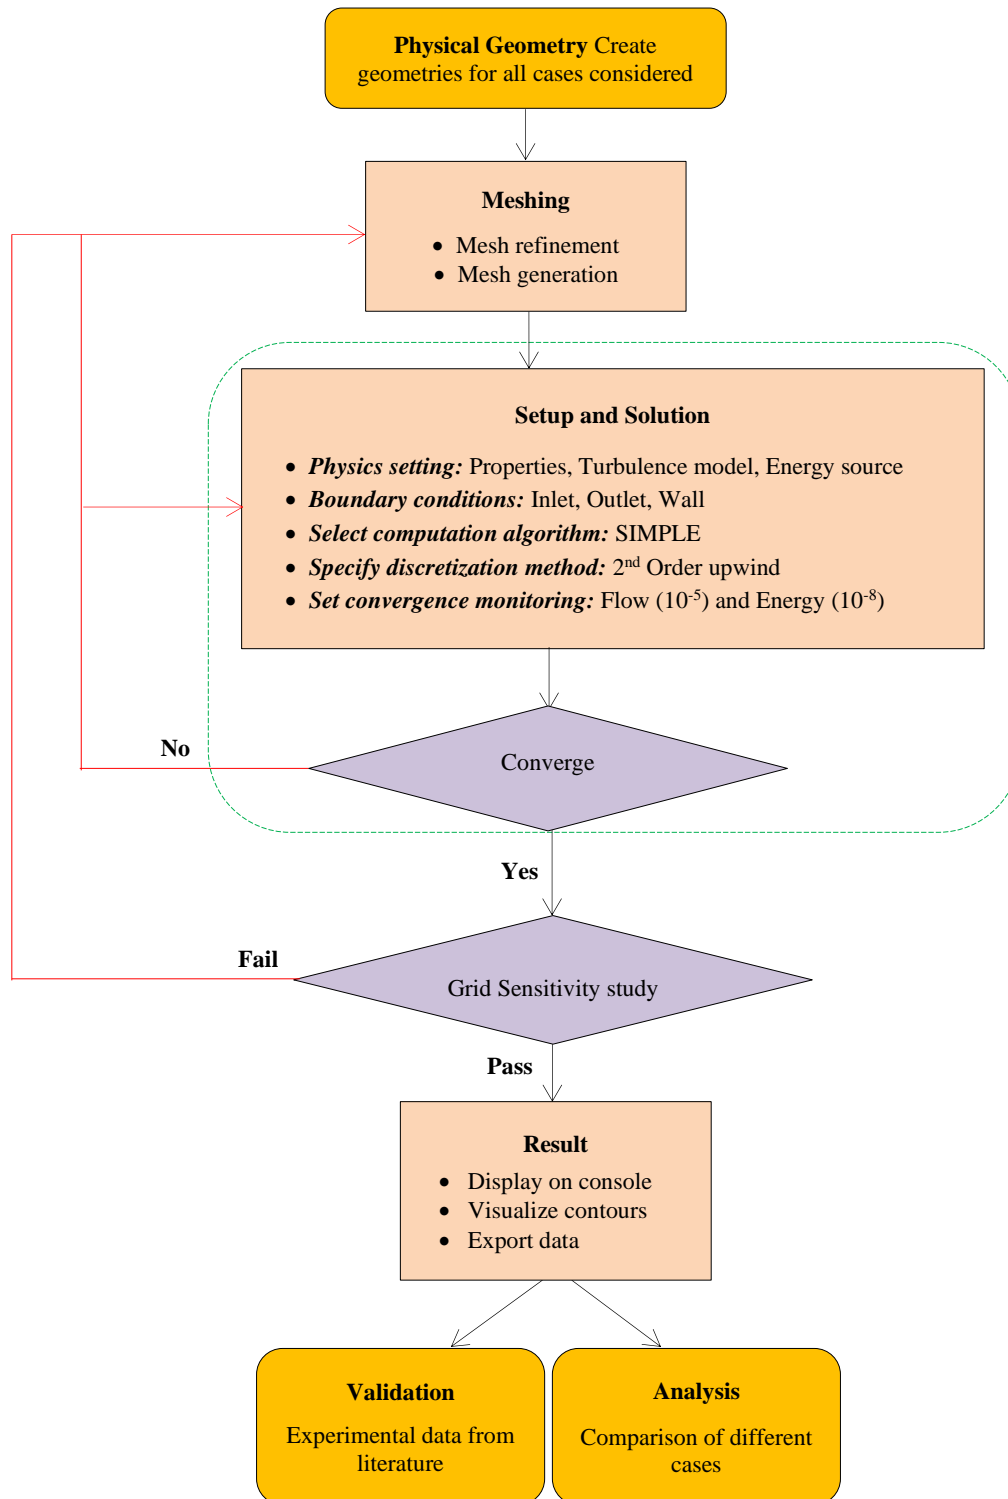 Physical Geometry Create
geometries for all cases considered
Meshing
• Mesh refinement
• Mesh generation
Setup and Solution
• Physics setting: Properties, Turbulence model, Energy source
• Boundary conditions: Inlet, Outlet, Wall
• Select computation algorithm: SIMPLE
• Specify discretization method: 2nd Order upwind
• Set convergence monitoring: Flow (10-5) and Energy (10-8)
No
Converge
Yes
Fail
Grid Sensitivity study
Pass
Result
• Display on console
• Visualize contours
• Export data
Validation
Experimental data from
literature
Analysis
Comparison of different
cases